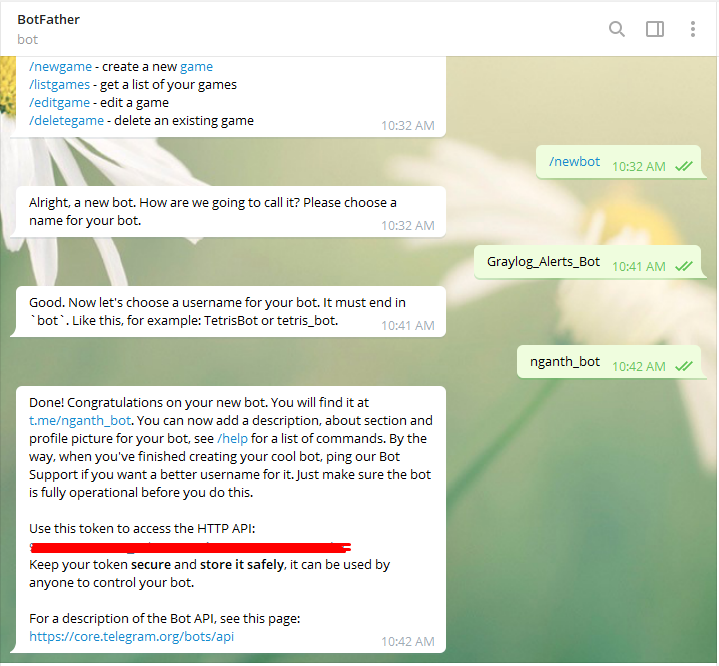 BotFather
bot
/newgame - create a new game
/listgames - get a list of your games
/editgame - edit a game
/deletegame - delete an existing game
10:32 AM
/newbot 10:32 AM
Alright, a new bot. How are we going to call it? Please choose a
name for your bot.
10:32 AM
Graylog_Alerts_Bot 10:41 AM
Good. Now let's choose a username for your bot. It must end in
`bot`. Like this, for example: TetrisBot or tetris_bot.
10:41 AM
nganth_bot 10:42 AM
Done! Congratulations on your new bot. You will find it at
t.me/nganth_bot. You can now add a description, about section and
profile picture for your bot, see /help for a list of commands. By the
way, when you've finished creating your cool bot, ping our Bot
Support if you want a better username for it. Just make sure the bot
is fully operational before you do this.
Use this token to access the HTTP API:
Keep your token secure and store it safely, it can be used by
anyone to control your bot.
For a description of the Bot API, see this page:
https://core.telegram.org/bots/api
10:42 AM